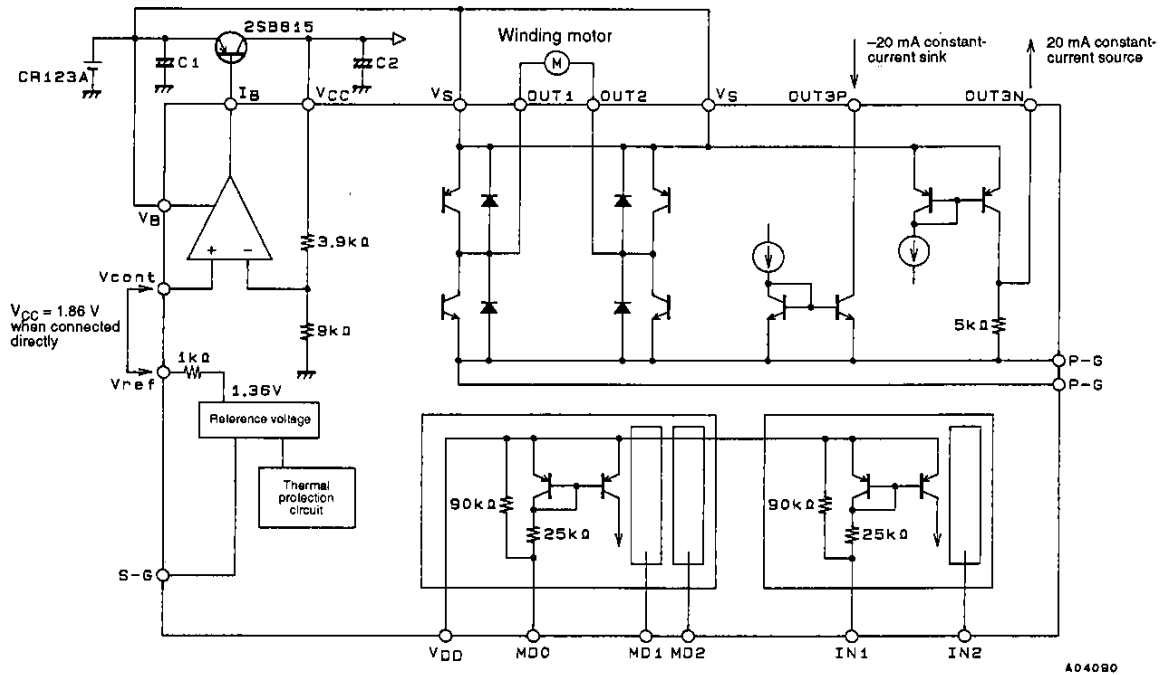 2SB815
Winding motor
M
-20 mA constant-
current sink
20 mA constant-
current source
CR123A
C1
C2
IB
VCC
VS
OUT1
OUT2
VS
OUT3P
OUT3N
VB
+
-
3.9kΩ
Vcont
VCC = 1.86 V
when connected
directly
9kΩ
5kΩ
1kΩ
Vref
1.36V
P-G
P-G
Reference voltage
Thermal
protection
circuit
90kΩ
25kΩ
90kΩ
25kΩ
S-G
VDD
MD0
MD1
MD2
IN1
IN2
A04090